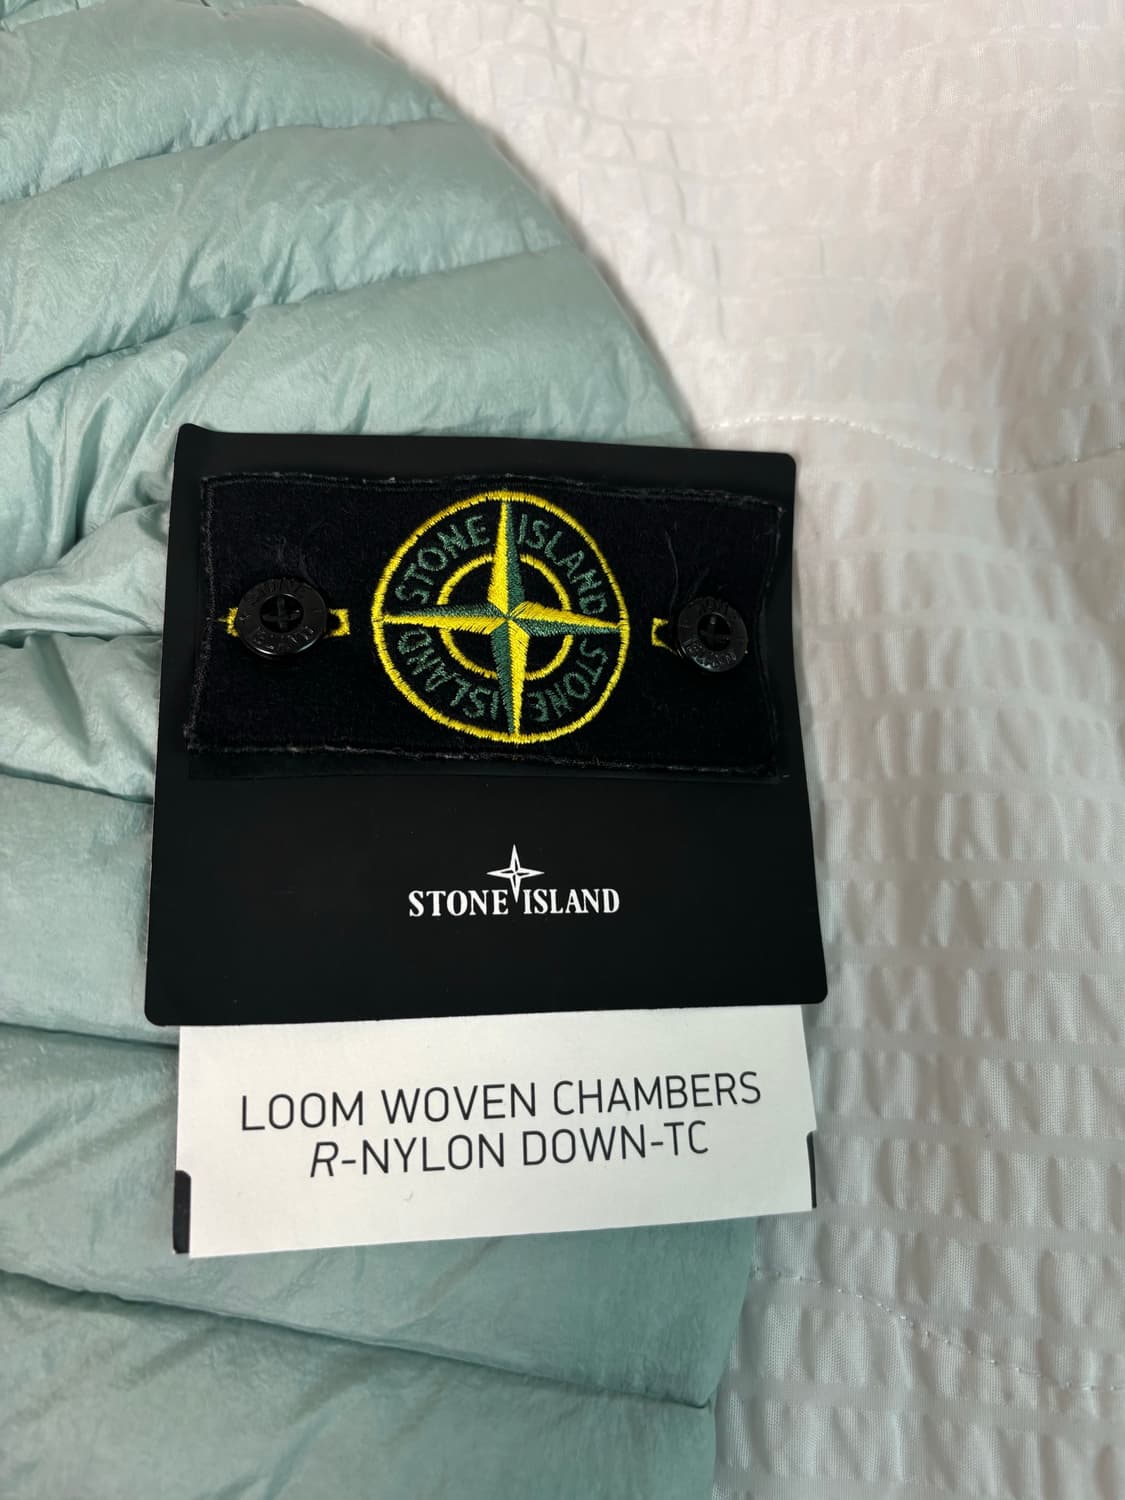 STONE ISLAND
STONE ISLAND
STONE ISLAND
LOOM WOVEN CHAMBERS
R-NYLON DOWN-TC